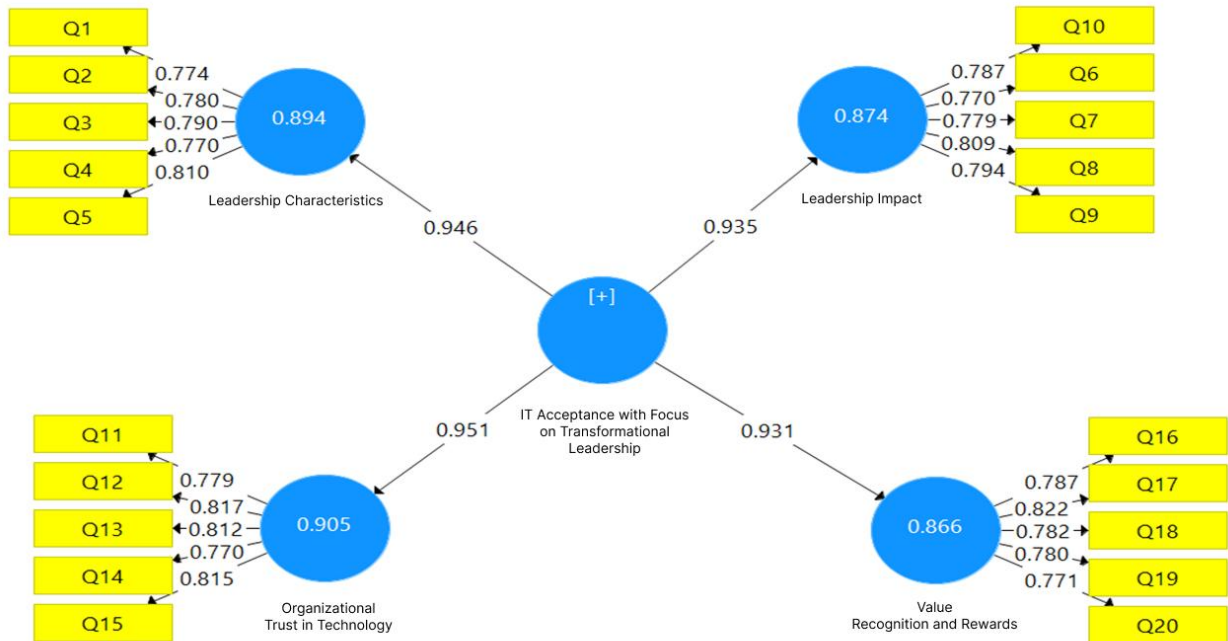 Q1
Q2
Q3
Q4
Q5
0.774
0.780
0.790
0.770
0.810
0.894
Leadership Characteristics
0.946
Q10
Q6
Q7
Q8
Q9
0.787
0.770
0.779
0.809
0.794
0.874
Leadership Impact
0.935
[+]
IT Acceptance with Focus
on Transformational
Leadership
0.951
0.931
Q11
Q12
Q13
Q14
Q15
0.779
0.817
0.812
0.770
0.815
0.905
Organizational
Trust in Technology
Q16
Q17
Q18
Q19
Q20
0.787
0.822
0.782
0.780
0.771
0.866
Value
Recognition and Rewards